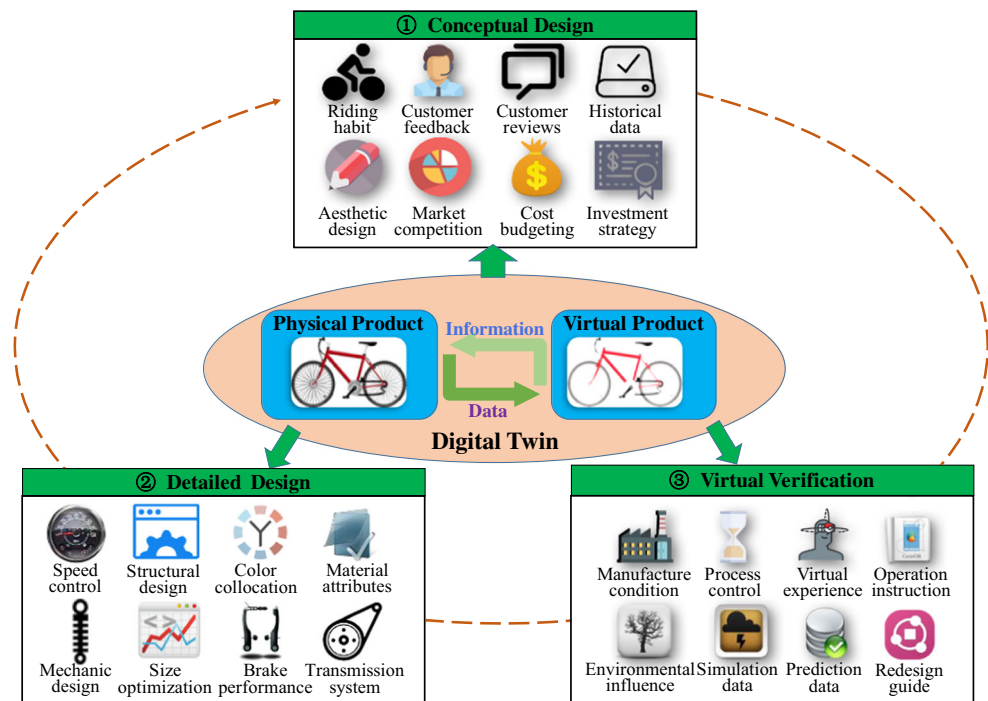 ① Conceptual Design
Riding habit
Customer feedback
Customer reviews
Historical data
Aesthetic design
Market competition
Cost budgeting
Investment strategy
Physical Product
Information
Virtual Product
Data
Digital Twin
② Detailed Design
Speed control
Structural design
Color collocation
Material attributes
Mechanic design
Size optimization
Brake performance
Transmission system
③ Virtual Verification
Manufacture condition
Process control
Virtual experience
Operation instruction
Environmental influence
Simulation data
Prediction data
Redesign guide